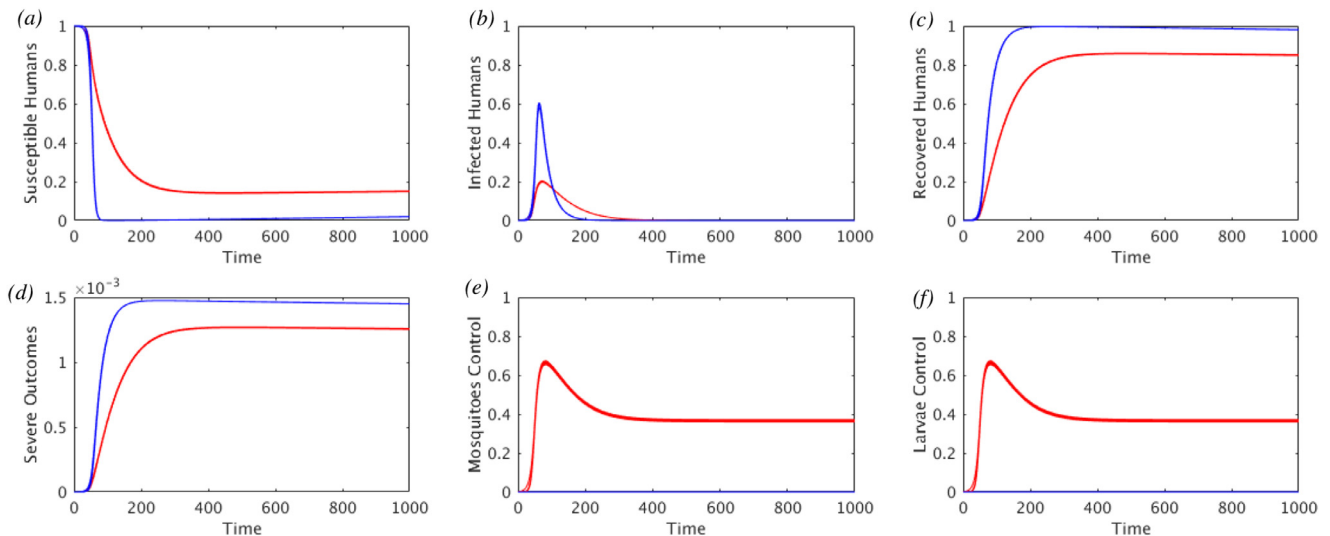 (a)
Susceptible Humans
1
0.8
0.6
0.4
0.2
0
0 200 400 600 800 1000
Time
(b)
Infected Humans
1
0.8
0.6
0.4
0.2
0
0 200 400 600 800 1000
Time
(c)
Recovered Humans
1
0.8
0.6
0.4
0.2
0
0 200 400 600 800 1000
Time
(d)
Severe Outcomes
×10⁻³
1.5
1
0.5
0
0 200 400 600 800 1000
Time
(e)
Mosquitoes Control
1
0.8
0.6
0.4
0.2
0
0 200 400 600 800 1000
Time
(f)
Larvae Control
1
0.8
0.6
0.4
0.2
0
0 200 400 600 800 1000
Time